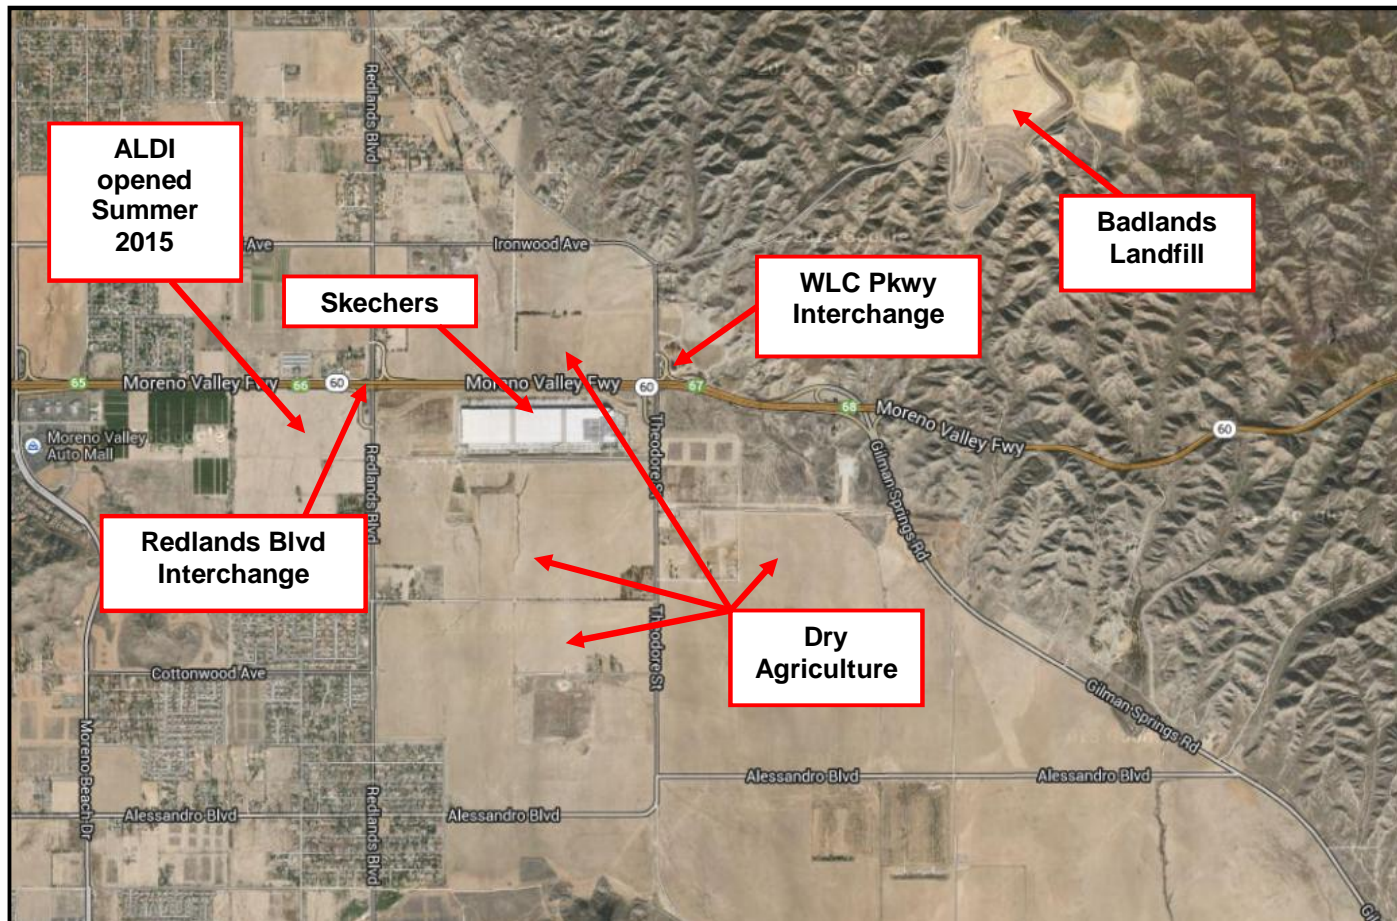 Redlands Blvd
ALDI
opened
Summer
2015
Badlands
Landfill
Ave
Ironwood Ave
WLC Pkwy
Interchange
Skechers
65
Moreno Valley Fwy
66
60
Moreno Valley Fwy
60
67
68
Moreno Valley Fwy
60
Moreno Valley
Auto Mall
Redlands Blvd
Theodore St
Gilman Springs Rd
Redlands Blvd
Interchange
Theodore St
Dry
Agriculture
Cottonwood Ave
Gilman Springs Rd
Moreno Beach Dr
Redlands Blvd
Alessandro Blvd
Alessandro Blvd
Alessandro Blvd
Alessandro Blvd